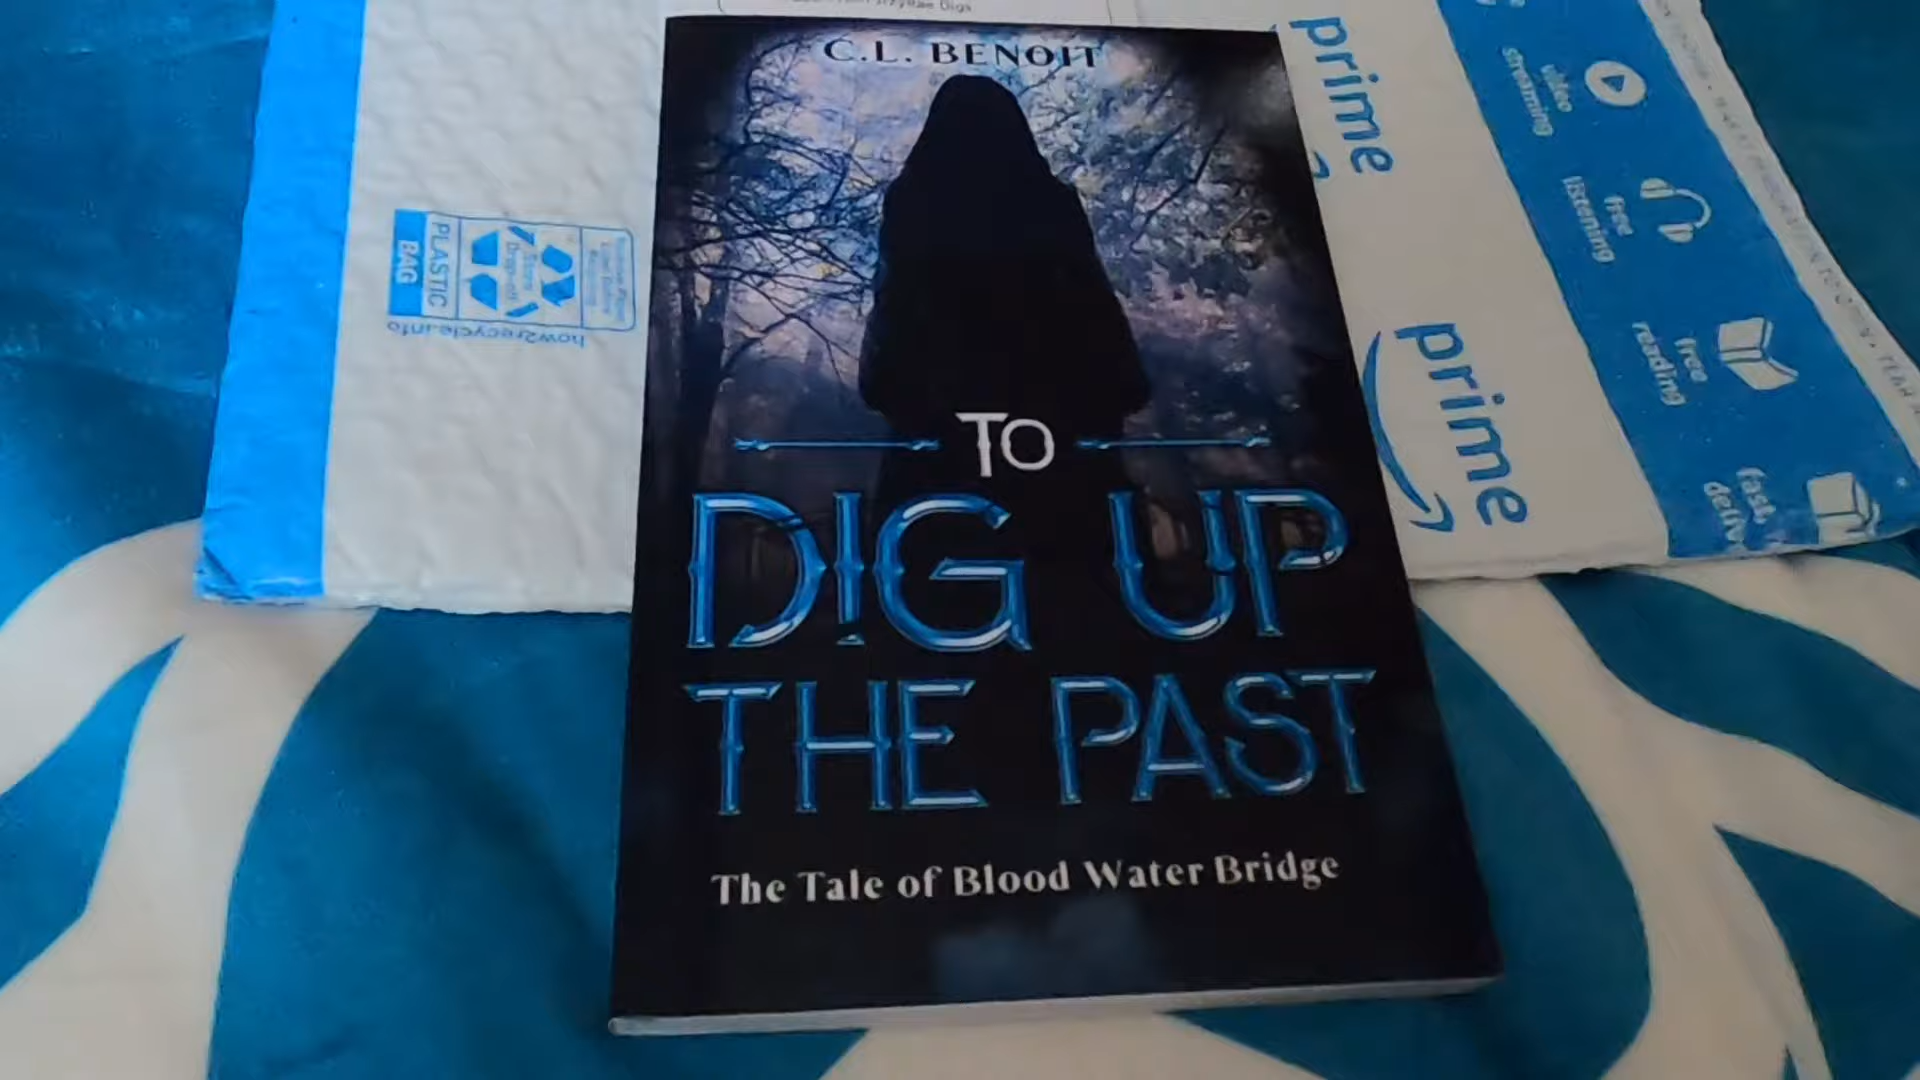 C.L. BENOIT
TO
DIG UP
THE PAST
The Tale of Blood Water Bridge
PLASTIC
BAG
how2recycle.info
prime
prime
video
streaming
free
listening
free
reading
fast,